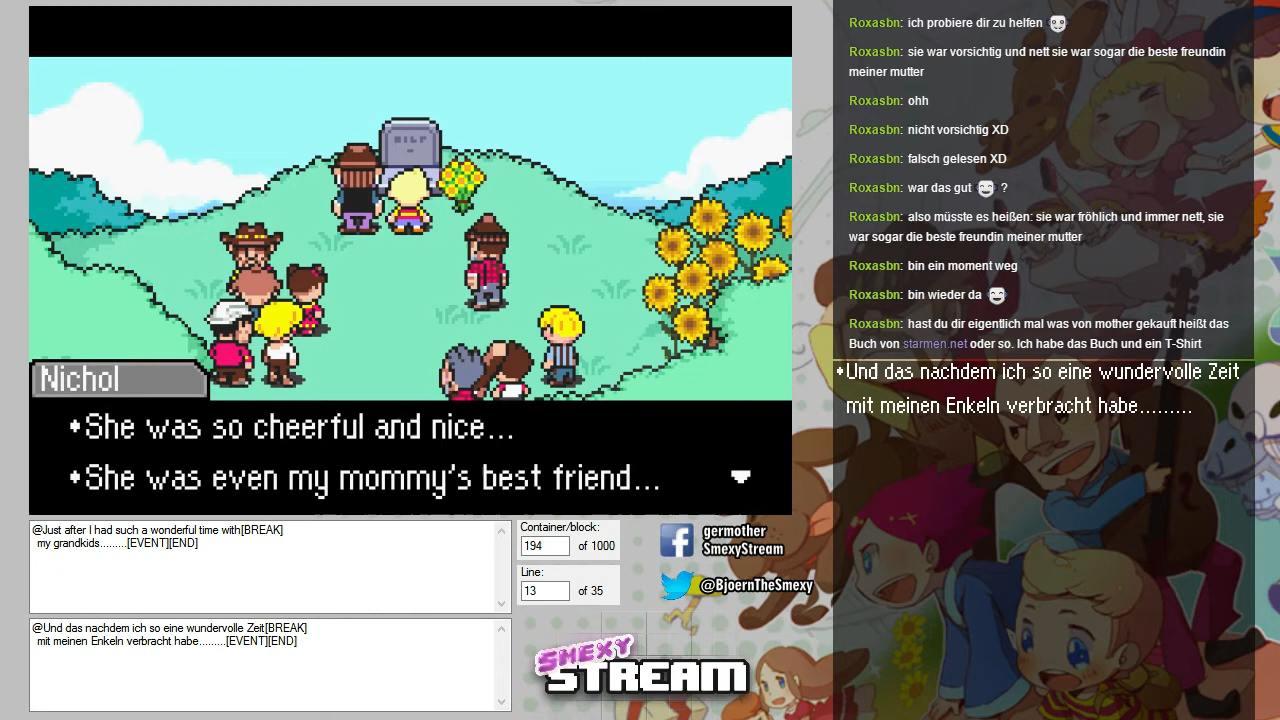 Nichol
•She was so cheerful and nice...
•She was even my mommy's best friend...
@Just after I had such a wonderful time with[BREAK]
my grandkids.........[EVENT][END]
@Und das nachdem ich so eine wundervolle Zeit[BREAK]
mit meinen Enkeln verbracht habe.........[EVENT][END]
Container/block:
194 of 1000
Line:
13 of 35
germother
SmexyStream
@BjoernTheSmexy
SMEXY
STREAM
Roxasbn: ich probiere dir zu helfen
Roxasbn: sie war vorsichtig und nett sie war sogar die beste freundin
meiner mutter
Roxasbn: ohh
Roxasbn: nicht vorsichtig XD
Roxasbn: falsch gelesen XD
Roxasbn: war das gut ?
Roxasbn: also müsste es heißen: sie war fröhlich und immer nett, sie
war sogar die beste freundin meiner mutter
Roxasbn: bin ein moment weg
Roxasbn: bin wieder da
Roxasbn: hast du dir eigentlich mal was von mother gekauft heißt das
Buch von starmen.net oder so. Ich habe das Buch und ein T-Shirt
•Und das nachdem ich so eine wundervolle Zeit
mit meinen Enkeln verbracht habe.........